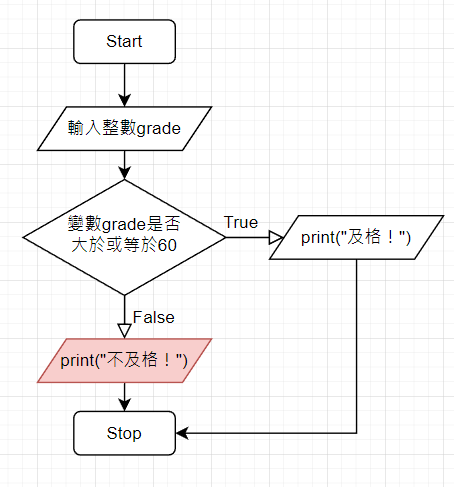 Start
輸入整數grade
變數grade是否
大於或等於60
True
print("及格！")
False
print("不及格！")
Stop